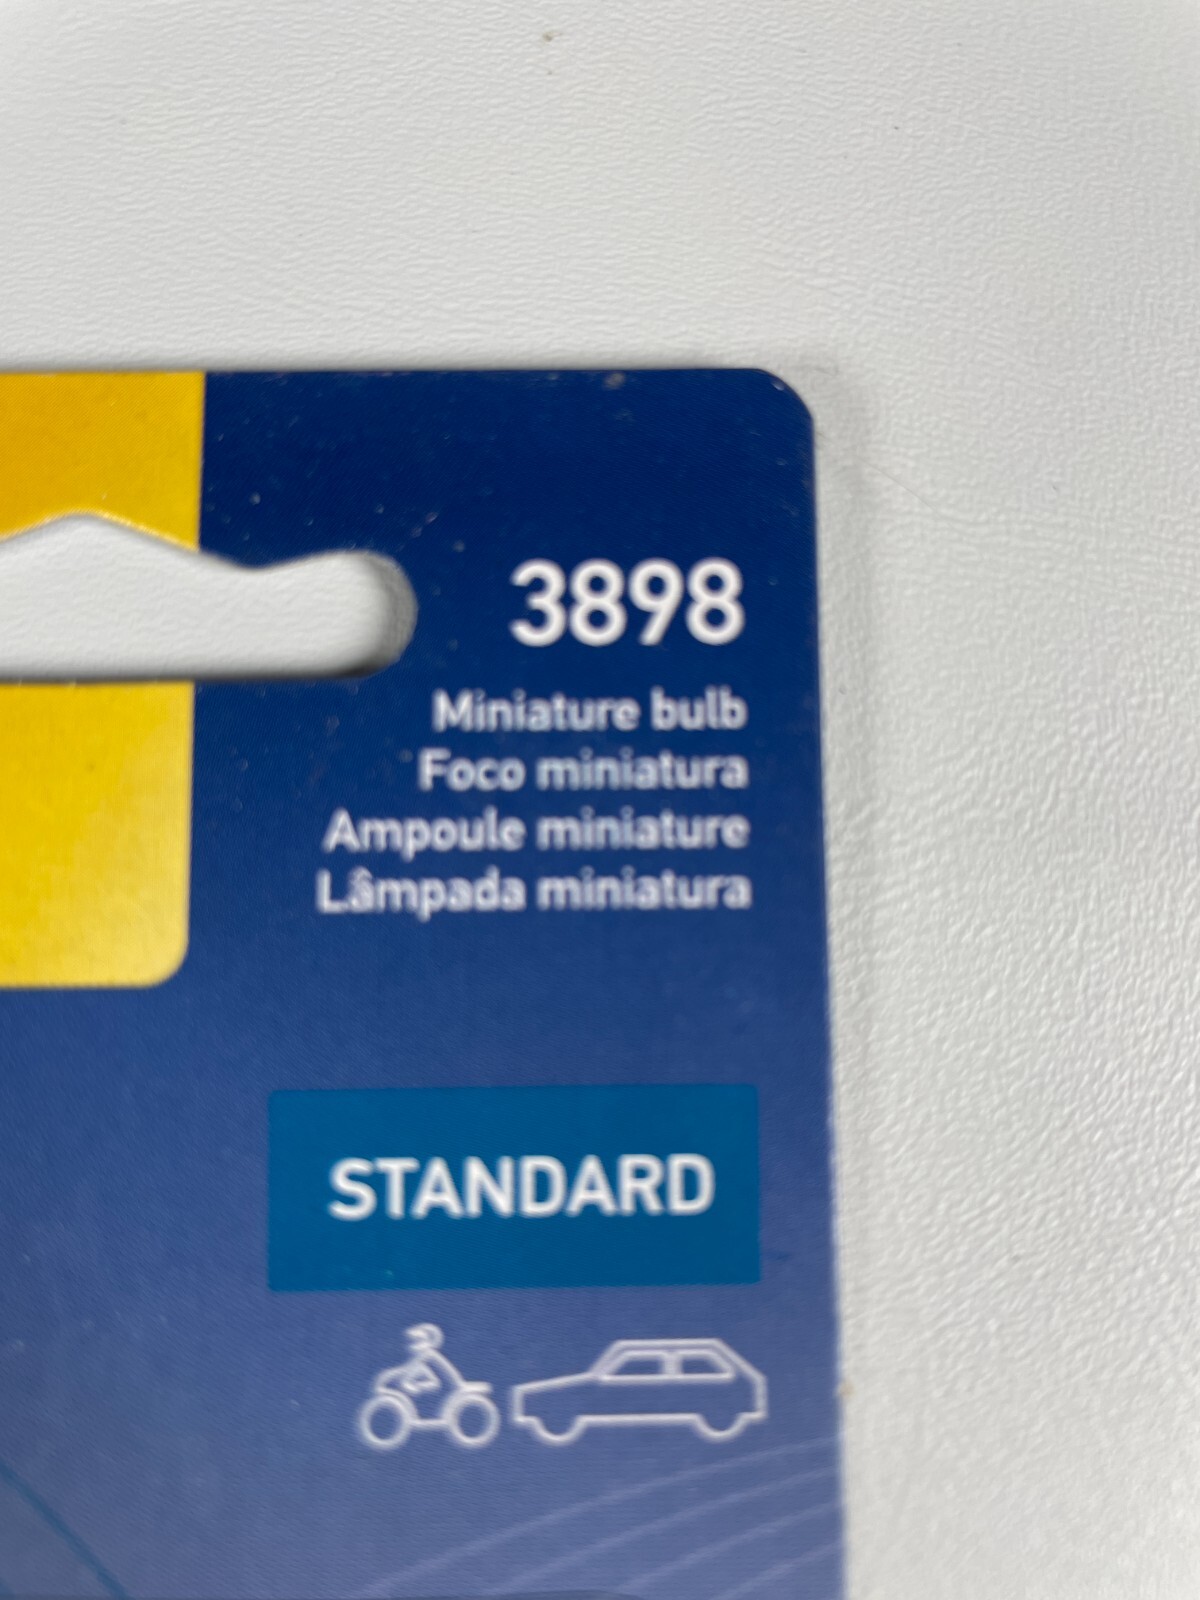 3898
Miniature bulb
Foco miniatura
Ampoule miniature
Lâmpada miniatura
STANDARD